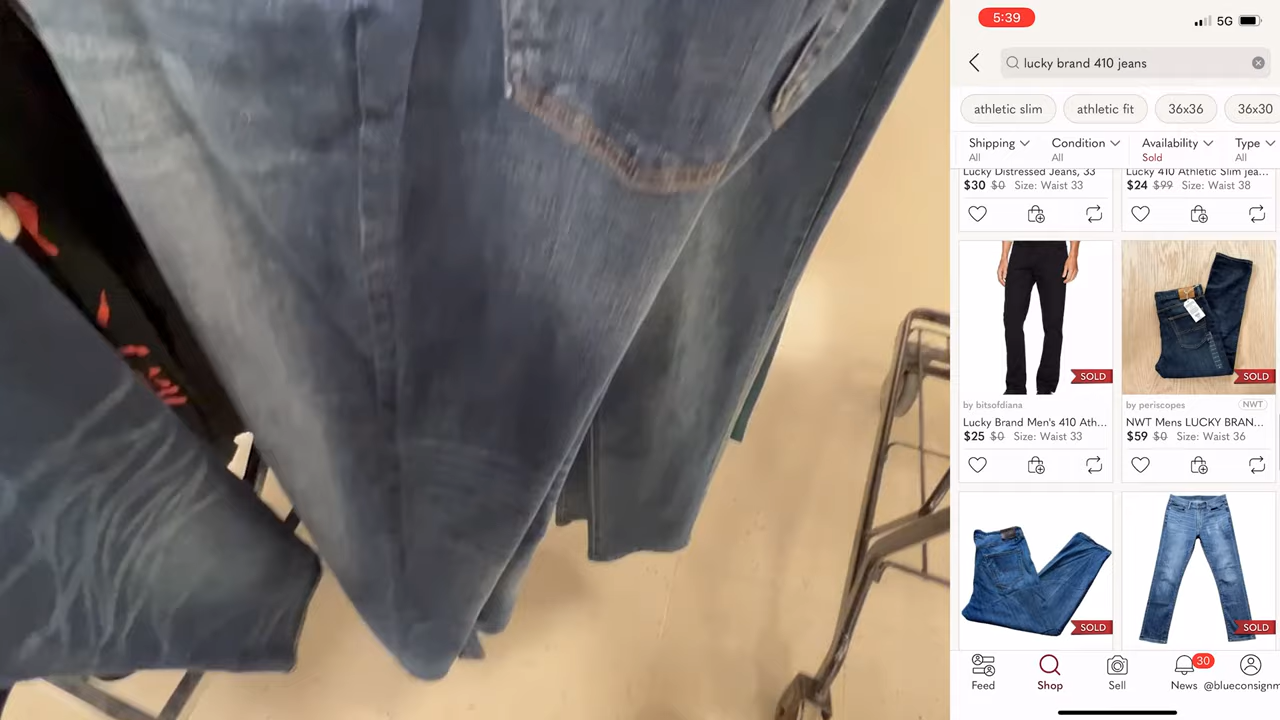 5:39
5G
lucky brand 410 jeans
athletic slim
athletic fit
36x36
36x30
Shipping
All
Condition
All
Availability
Sold
Type
All
Lucky Distressed Jeans, 33
$30 $0 Size: Waist 33
Lucky 410 Athletic Slim jea...
$24 $99 Size: Waist 38
SOLD
by bitsofdiana
Lucky Brand Men's 410 Ath...
$25 $0 Size: Waist 33
SOLD
by periscopes
NWT
NWT Mens LUCKY BRAN...
$59 $0 Size: Waist 36
SOLD
SOLD
Feed
Shop
Sell
30
News
@blueconsignm